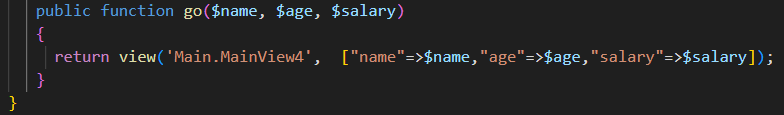 public function go($name, $age, $salary)
{
return view('Main.MainView4',  ["name"=>$name,"age"=>$age,"salary"=>$salary]);
}
}